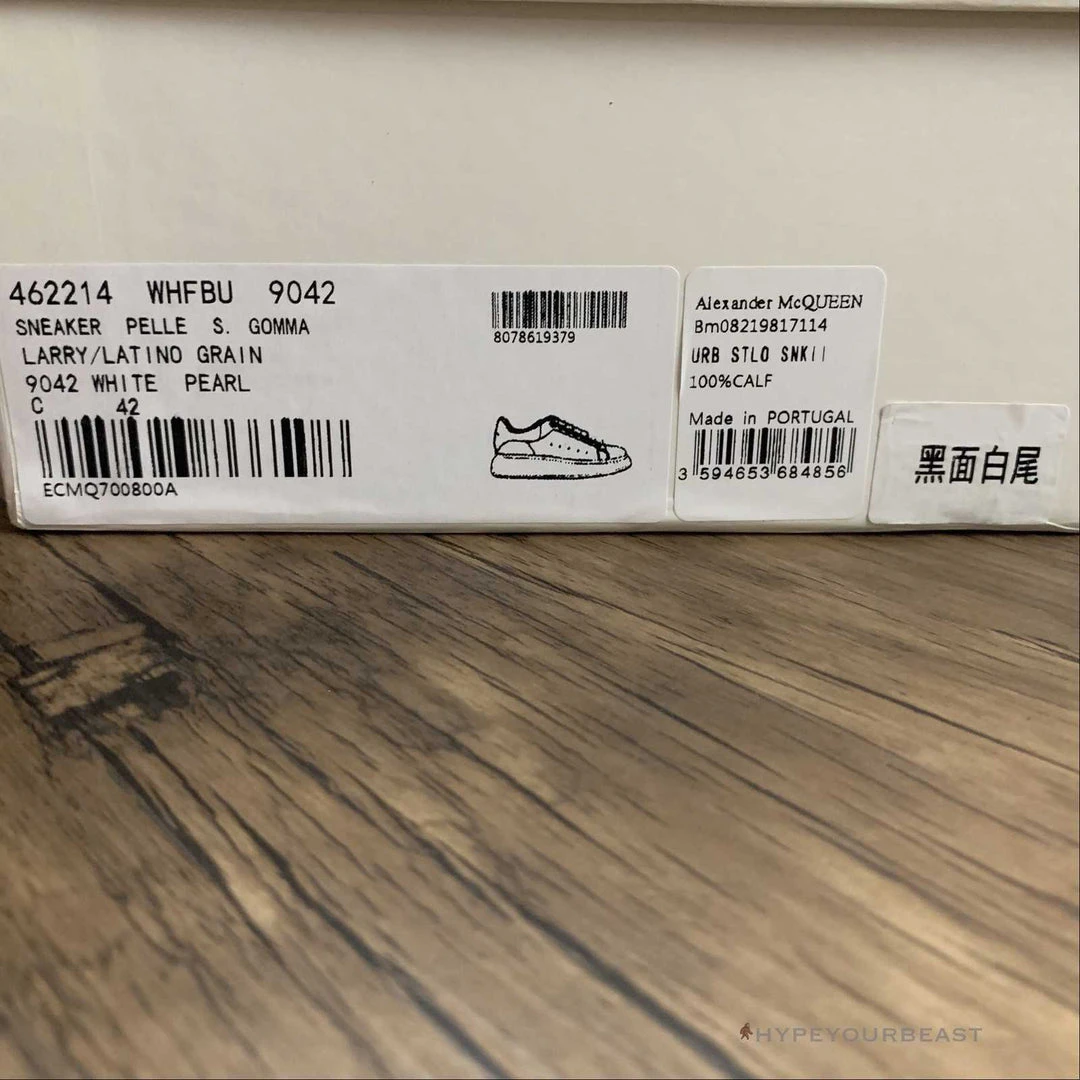 462214 WHFBU 9042
SNEAKER PELLE S. GOMMA
LARRY/LATINO GRAIN
9042 WHITE PEARL
C 42
ECMQ700800A
8078619379
Alexander McQUEEN
Bm08219817114
URB STLO SNKII
100%CALF
Made in PORTUGAL
3 594653 684856
黑面白尾
HYPEYOURBEAST